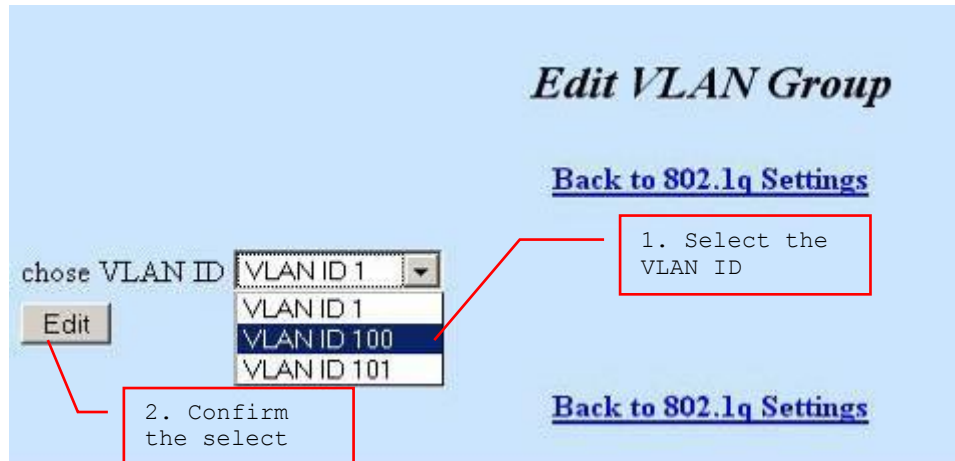 Edit VLAN Group
Back to 802.1q Settings
1. Select the
VLAN ID
chose VLAN ID VLAN ID 1
VLAN ID 1
Edit
VLAN ID 100
VLAN ID 101
2. Confirm
the select
Back to 802.1q Settings